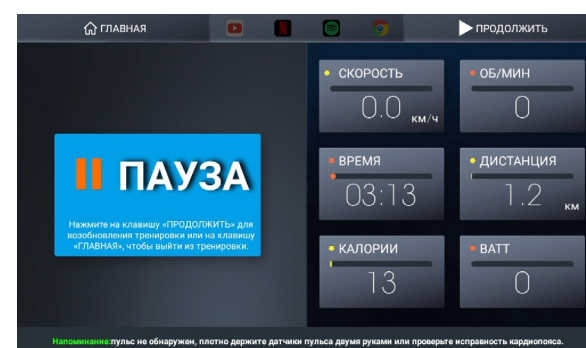 ГЛАВНАЯ
ПРОДОЛЖИТЬ
СКОРОСТЬ
0.0 км/ч
ОБ/МИН
0
ПАУЗА
Нажмите на клавишу «ПРОДОЛЖИТЬ» для
возобновления тренировки или на клавишу
«ГЛАВНАЯ», чтобы выйти из тренировки.
ВРЕМЯ
03:13
ДИСТАНЦИЯ
1.2 км
КАЛОРИИ
13
ВАТТ
0
Напоминание:пульс не обнаружен, плотно держите датчики пульса двумя руками или проверьте исправность кардиопояса.